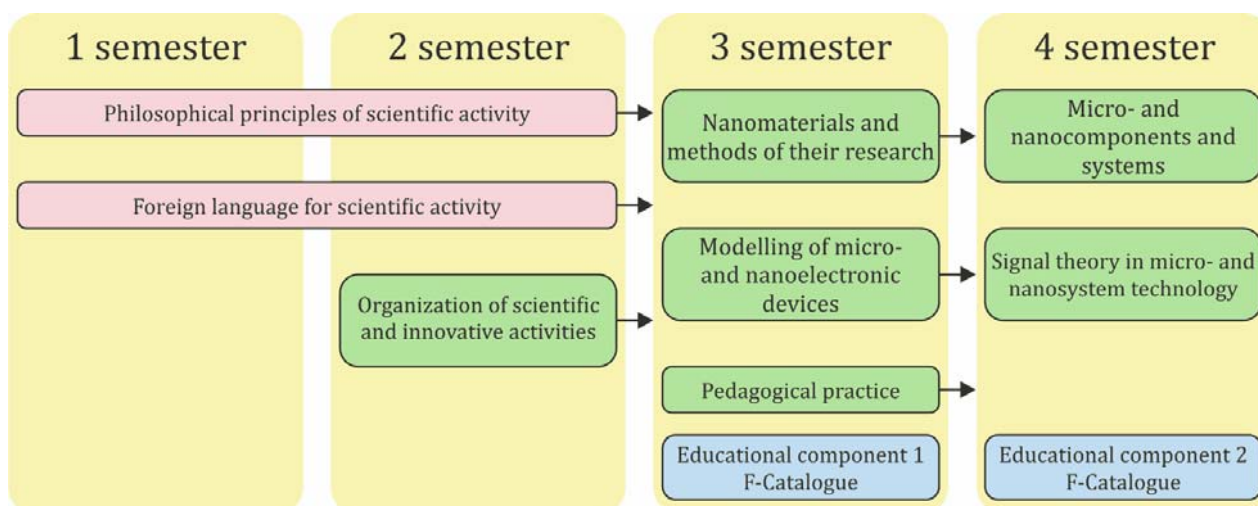 1 semester
2 semester
3 semester
4 semester
Philosophical principles of scientific activity
Foreign language for scientific activity
Organization of scientific
and innovative activities
Nanomaterials and
methods of their research
Modelling of micro-
and nanoelectronic
devices
Pedagogical practice
Educational component 1
F-Catalogue
Micro- and
nanocomponents and
systems
Signal theory in micro- and
nanosystem technology
Educational component 2
F-Catalogue